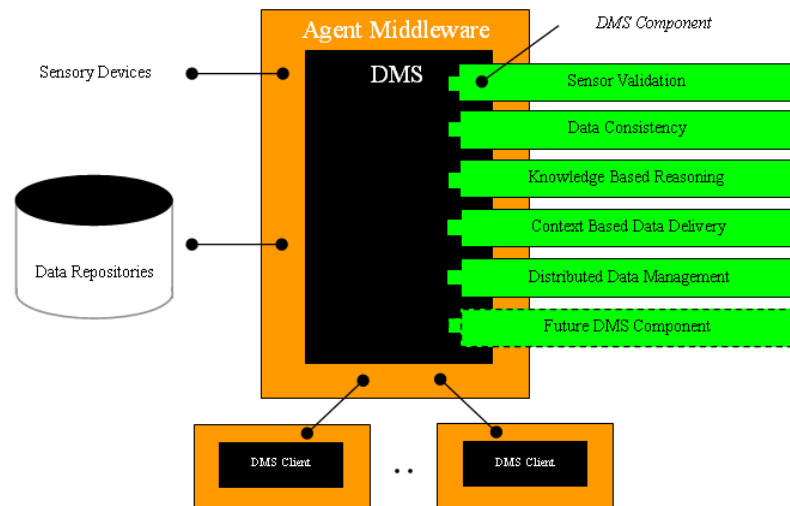 Agent Middleware
DMS Component
DMS
Sensory Devices
Sensor Validation
Data Consistency
Knowledge Based Reasoning
Context Based Data Delivery
Data Repositories
Distributed Data Management
Future DMS Component
DMS Client
..
DMS Client